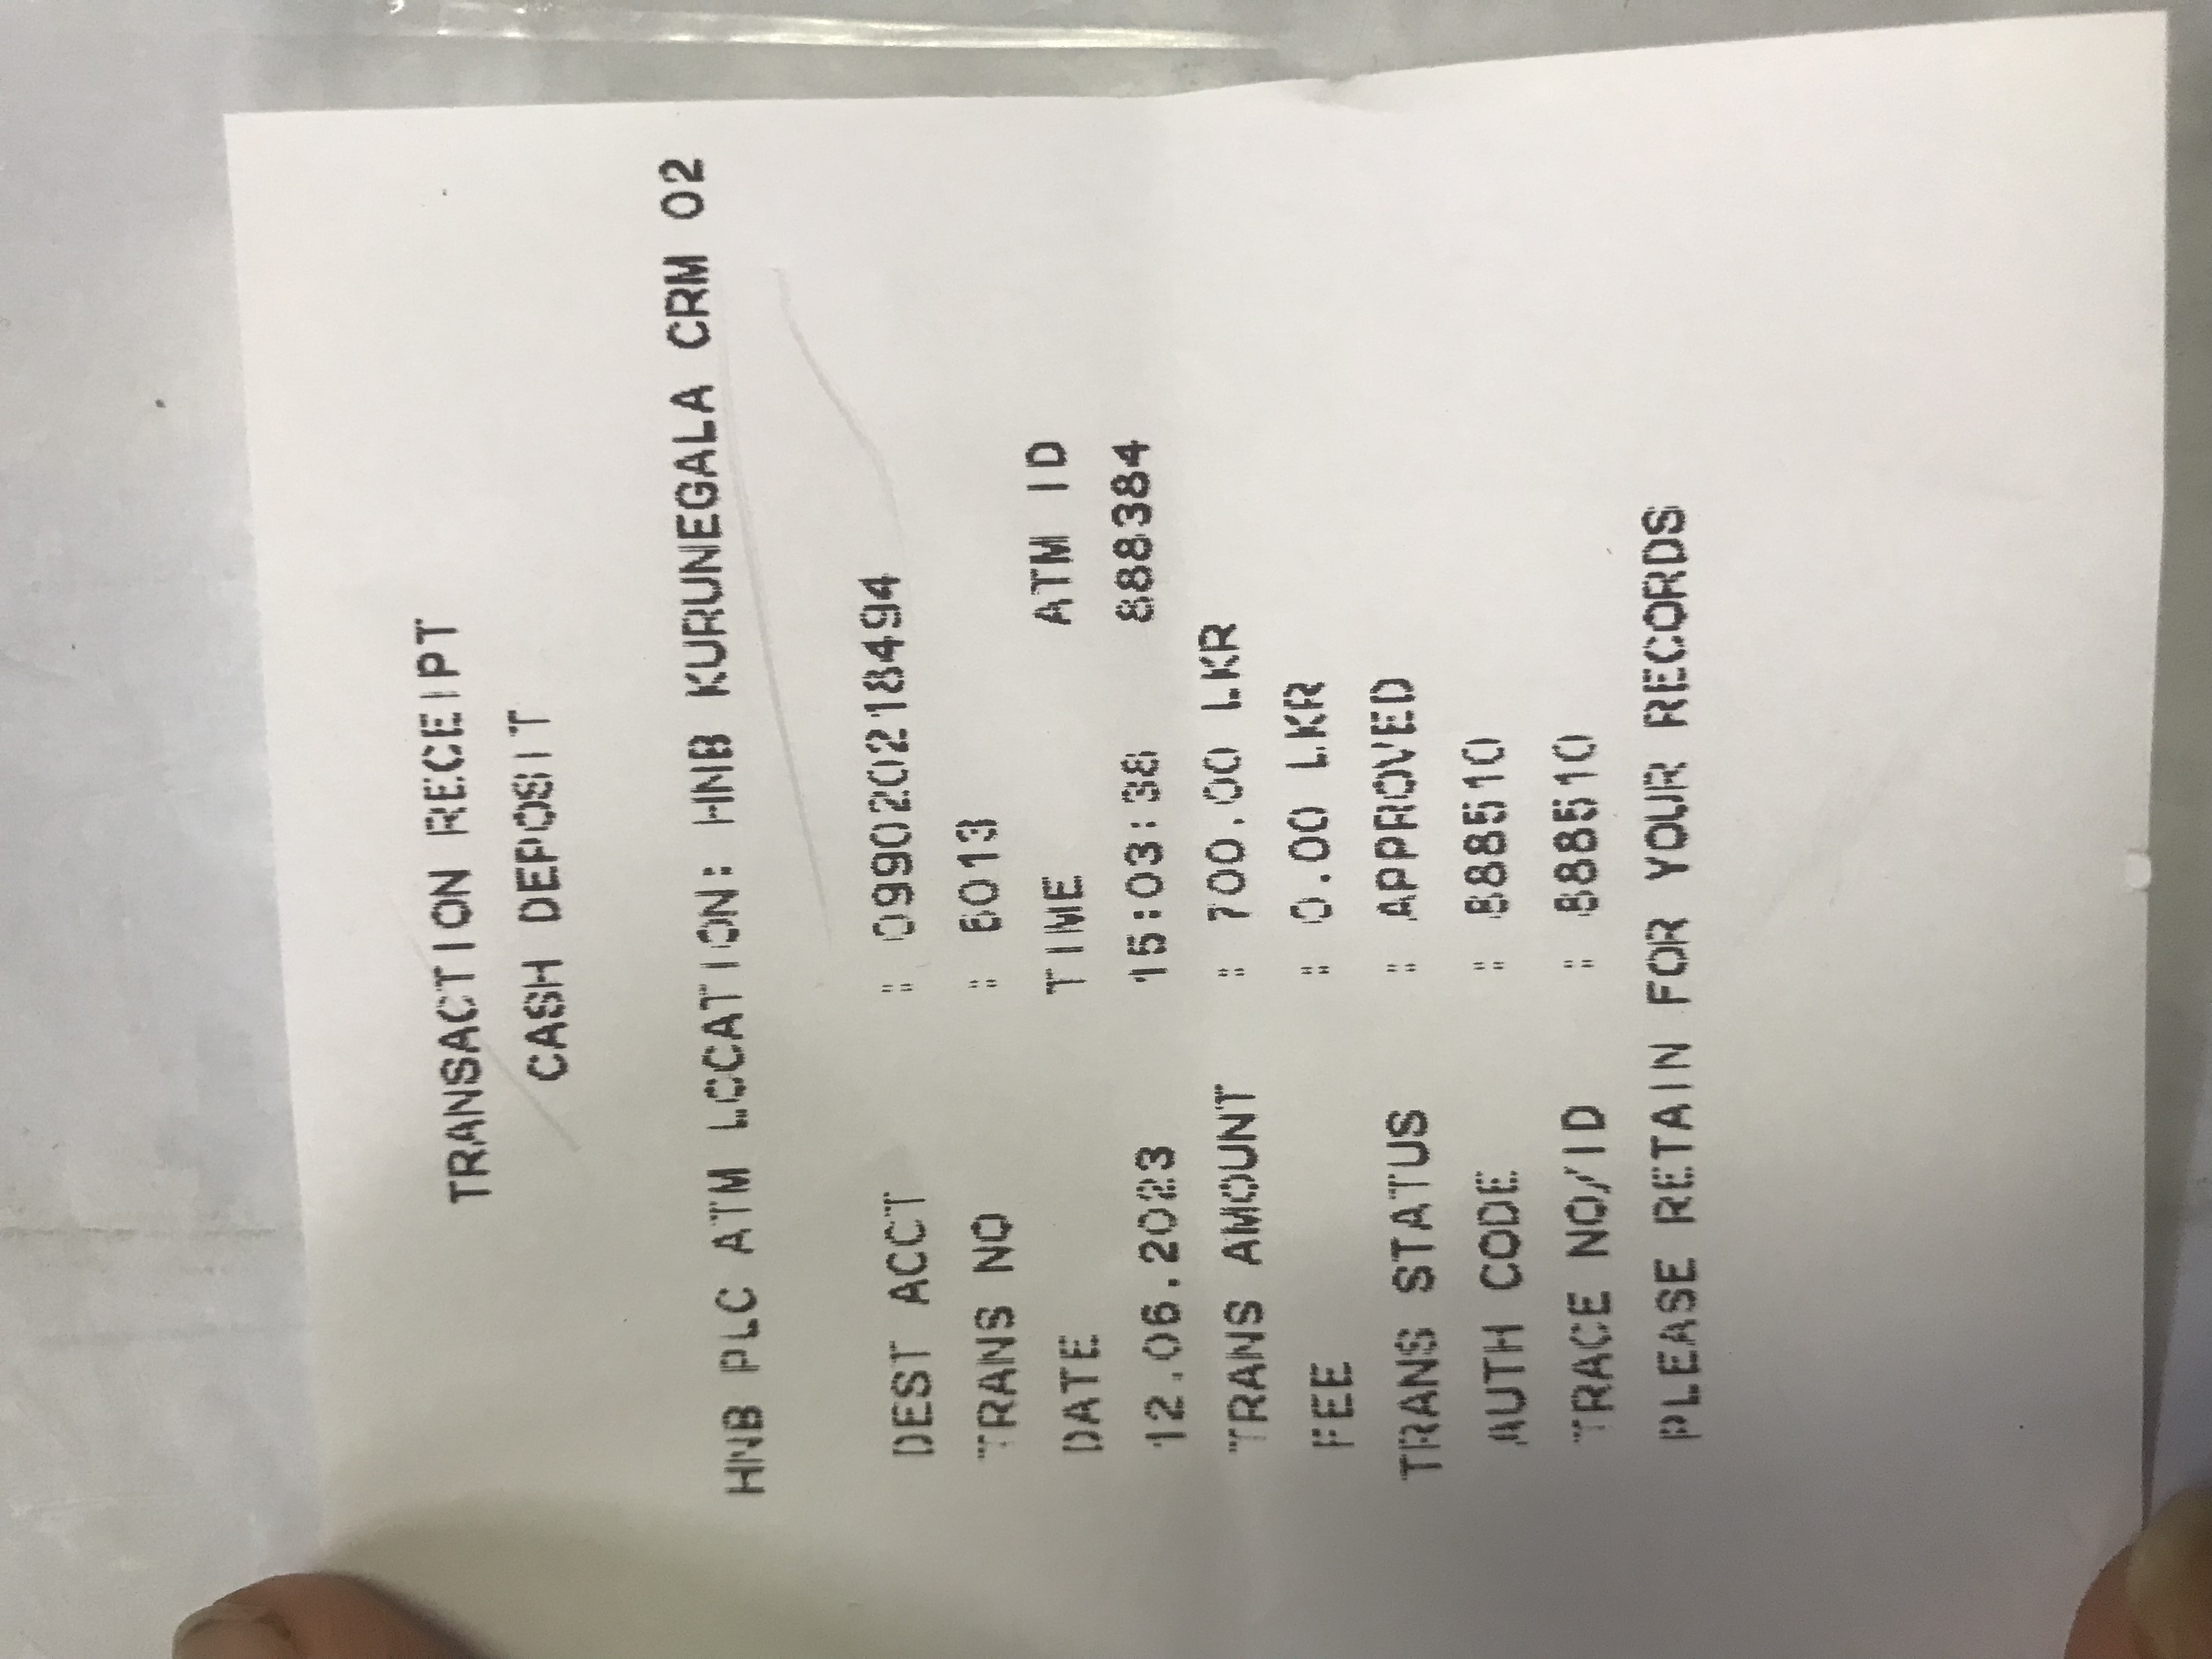 TRANSACTION RECEIPT
CASH DEPOSIT
HNB PLC ATM LOCATION: HNB KURUNEGALA CRM 02
DEST ACCT : 099020218494
TRANS NO : 6013
DATE TIME ATM ID
12.06.2023 15:03:38 888384
TRANS AMOUNT : 700.00 LKR
FEE : 0.00 LKR
TRANS STATUS : APPROVED
AUTH CODE : 888510
TRACE NO/ID : 888510
PLEASE RETAIN FOR YOUR RECORDS